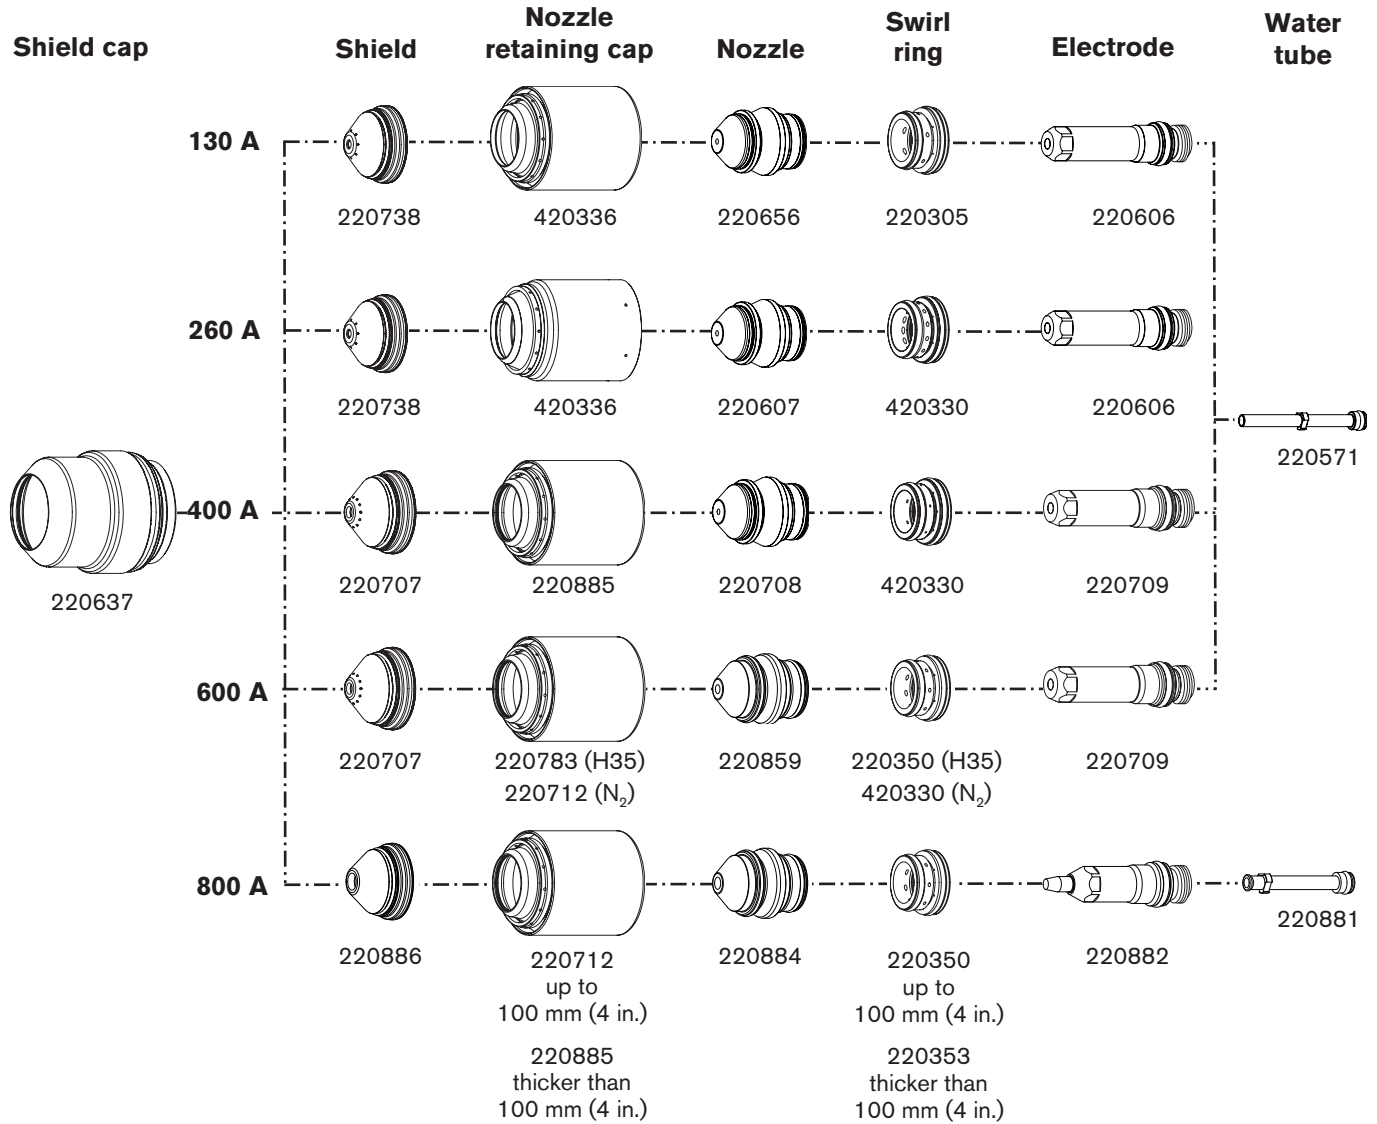 Shield cap
Shield
Nozzle
retaining cap
Nozzle
Swirl
ring
Electrode
Water
tube
130 A
220738
420336
220656
220305
220606
260 A
220738
420336
220607
420330
220606
220571
400 A
220637
220707
220885
220708
420330
220709
600 A
220707
220783 (H35)
220712 (N₂)
220859
220350 (H35)
420330 (N₂)
220709
800 A
220886
220712
up to
100 mm (4 in.)
220885
thicker than
100 mm (4 in.)
220884
220350
up to
100 mm (4 in.)
220353
thicker than
100 mm (4 in.)
220882
220881